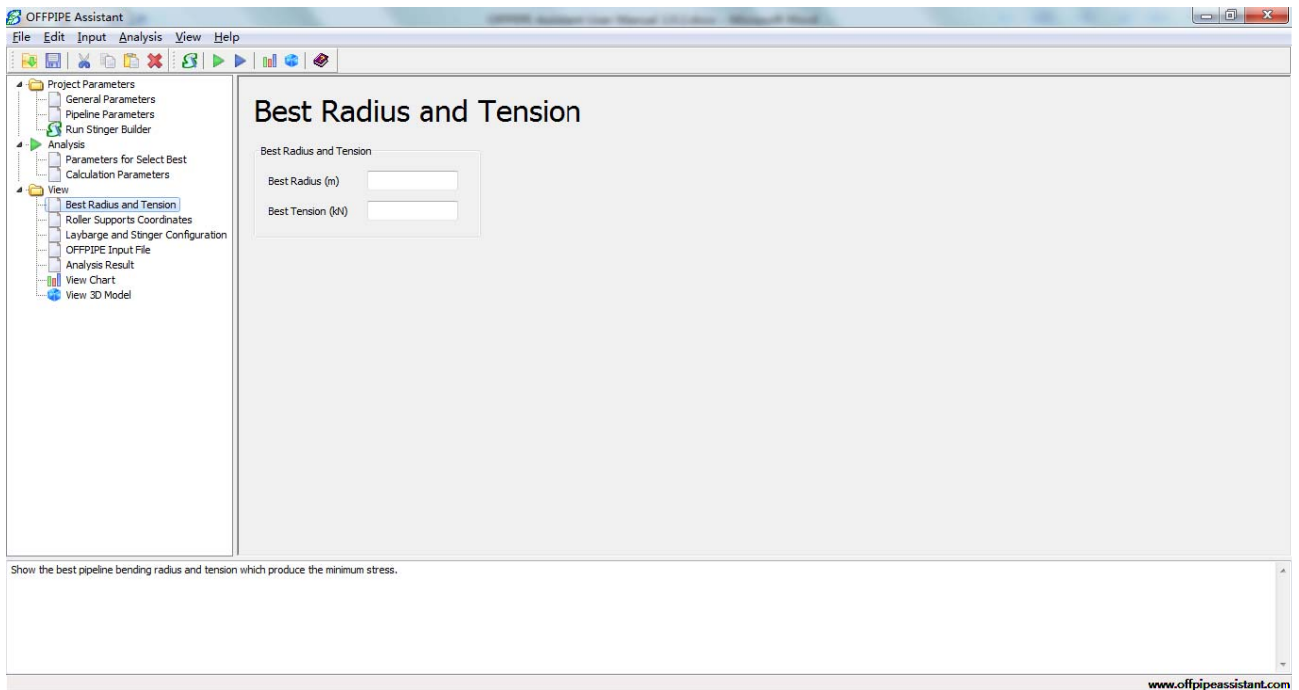 OFFPIPE Assistant
File Edit Input Analysis View Help
Project Parameters
General Parameters
Pipeline Parameters
Run Stinger Builder
Analysis
Parameters for Select Best
Calculation Parameters
View
Best Radius and Tension
Roller Supports Coordinates
Laybarge and Stinger Configuration
OFFPIPE Input File
Analysis Result
View Chart
View 3D Model
Best Radius and Tension
Best Radius and Tension
Best Radius (m)
Best Tension (kN)
Show the best pipeline bending radius and tension which produce the minimum stress.
www.offpipeassistant.com